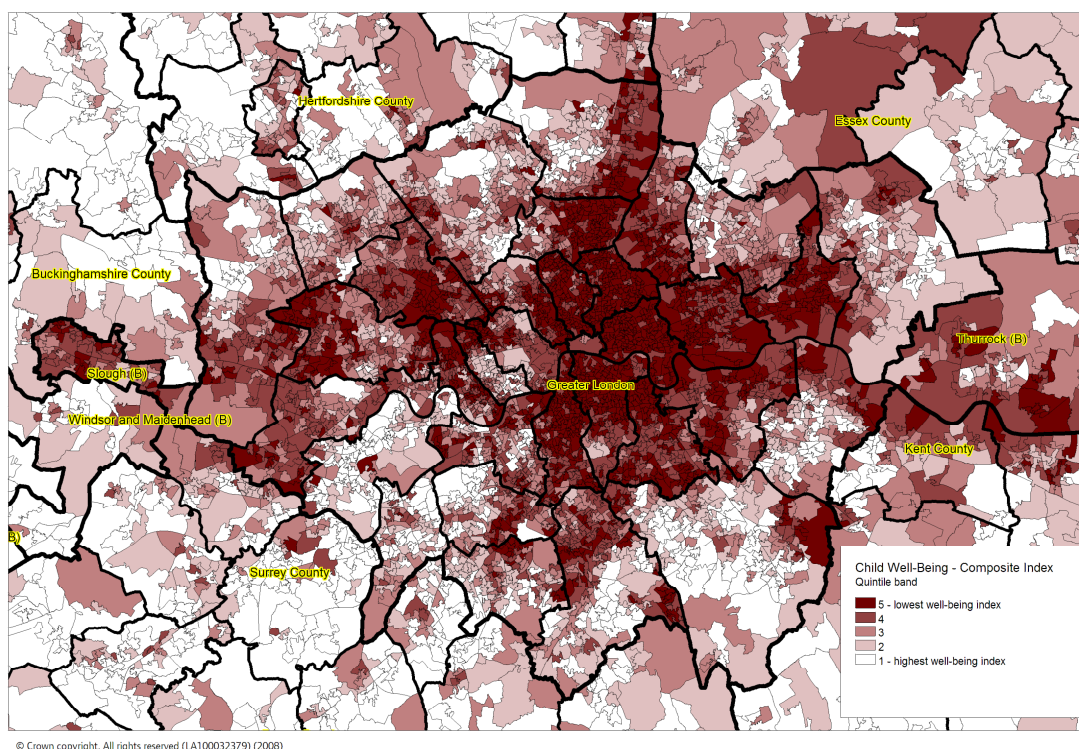 Hertfordshire County
Essex County
Buckinghamshire County
Thurrock (B)
Slough (B)
Greater London
Windsor and Maidenhead (B)
Kent County
B)
Surrey County
Child Well-Being - Composite Index
Quintile band
5 - lowest well-being index
4
3
2
1 - highest well-being index
© Crown copyright. All rights reserved (LA100032379) (2008)